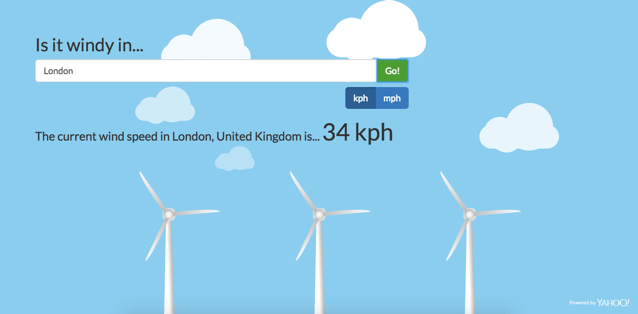 Is it windy in...
London Go!
kph mph
The current wind speed in London, United Kingdom is... 34 kph
Powered by YAHOO!